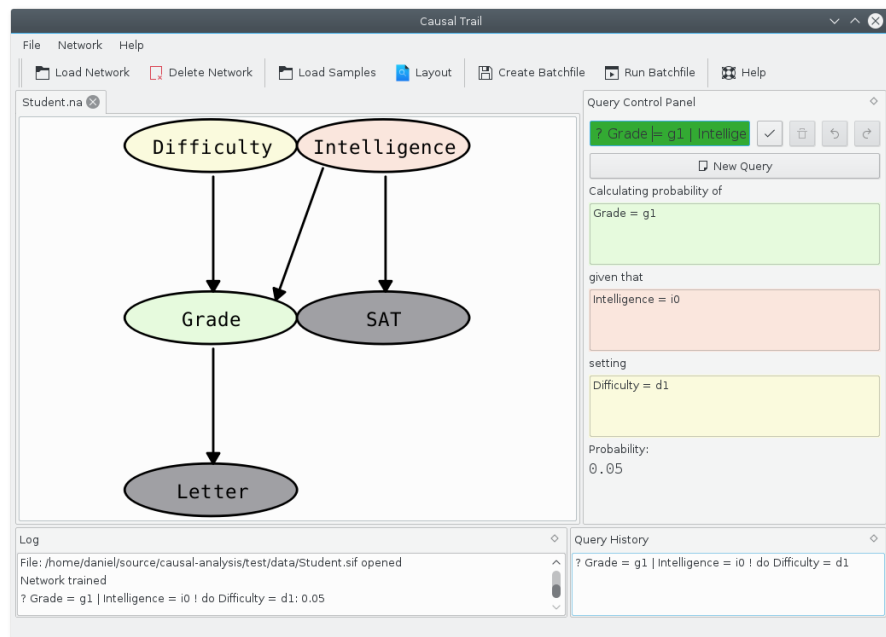 Causal Trail
File Network Help
Load Network Delete Network Load Samples Layout Create Batchfile Run Batchfile Help
Student.na
Difficulty Intelligence
Grade SAT
Letter
Query Control Panel
? Grade = g1 | Intellige
New Query
Calculating probability of
Grade = g1
given that
Intelligence = i0
setting
Difficulty = d1
Probability:
0.05
Log
File: /home/daniel/source/causal-analysis/test/data/Student.sif opened
Network trained
? Grade = g1 | Intelligence = i0 ! do Difficulty = d1: 0.05
Query History
? Grade = g1 | Intelligence = i0 ! do Difficulty = d1